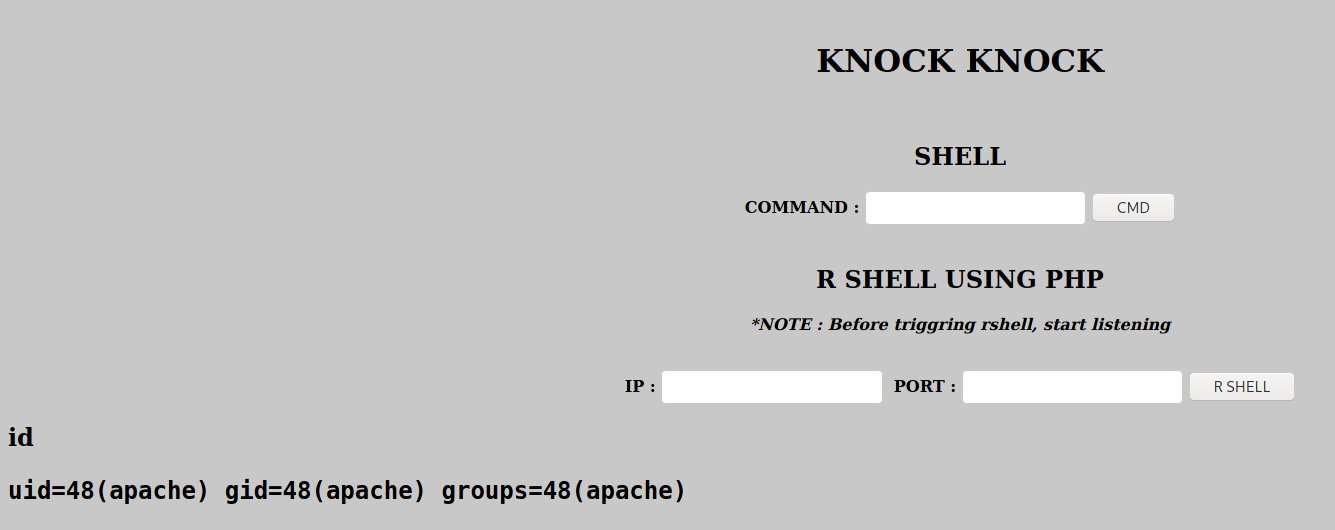 KNOCK KNOCK
SHELL
COMMAND : CMD
R SHELL USING PHP
*NOTE : Before triggring rshell, start listening
IP : PORT : R SHELL
id
uid=48(apache) gid=48(apache) groups=48(apache)